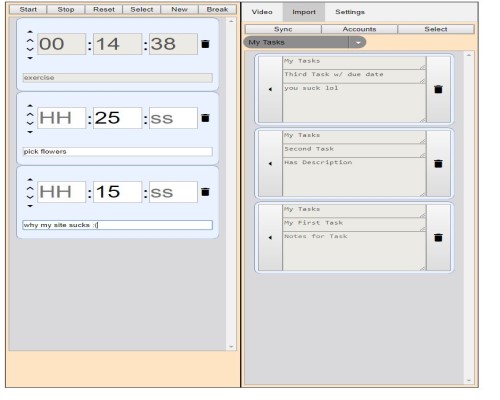 Start Stop Reset Select New Break
00 : 14 : 38
exercise
HH : 25 : ss
pick flowers
HH : 15 : ss
why my site sucks :(
Video Import Settings
Sync Accounts Select
My Tasks
My Tasks
Third Task w/ due date
you suck lol
My Tasks
Second Task
Has Description
My Tasks
My First Task
Notes for Task